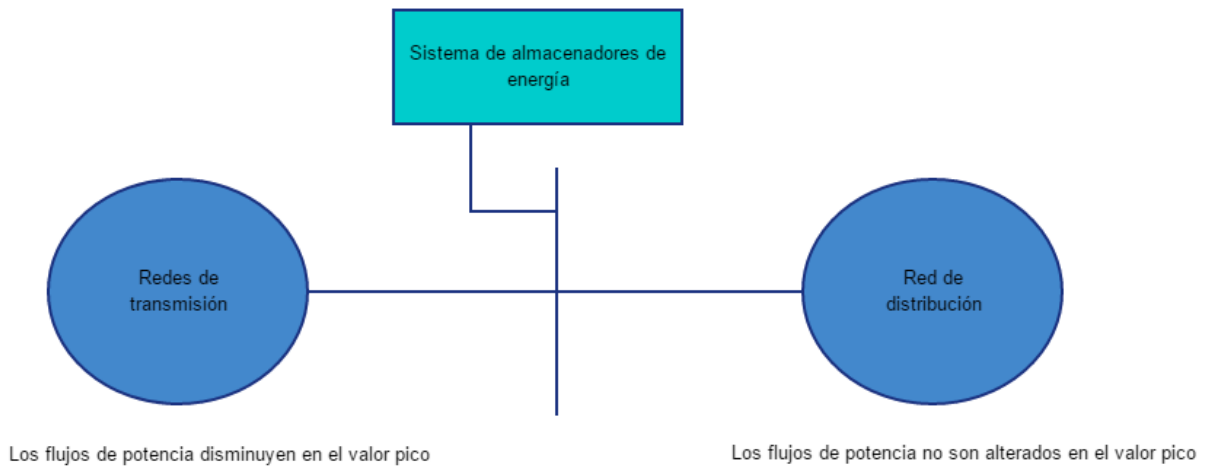 Sistema de almacenadores de
energía
Redes de
transmisión
Red de
distribución
Los flujos de potencia disminuyen en el valor pico
Los flujos de potencia no son alterados en el valor pico